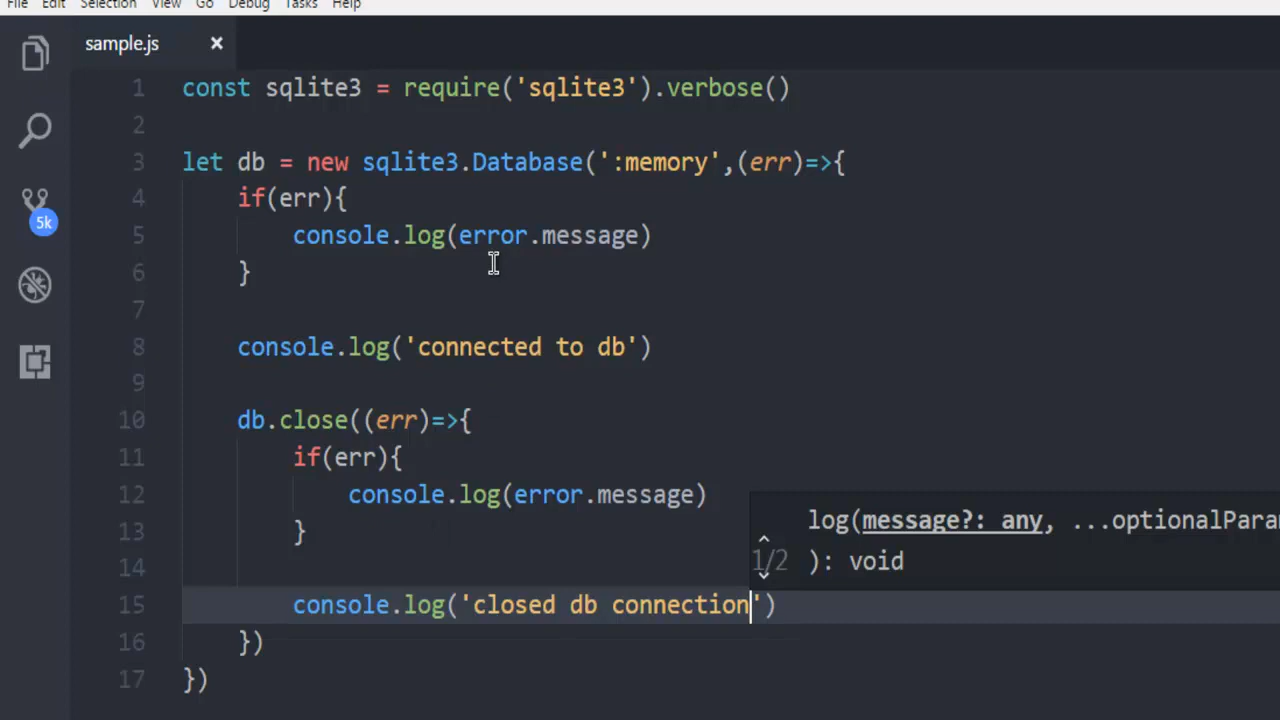 File Edit Selection View Go Debug Tasks Help
sample.js ×
5k
1 const sqlite3 = require('sqlite3').verbose()
2
3 let db = new sqlite3.Database(':memory',(err)=>{
4 if(err){
5 console.log(error.message)
6 }
7
8 console.log('connected to db')
9
10 db.close((err)=>{
11 if(err){
12 console.log(error.message)
13 }
14
log(message?: any, ...optionalPara
1/2 ): void
15 console.log('closed db connection')
16 })
17 })